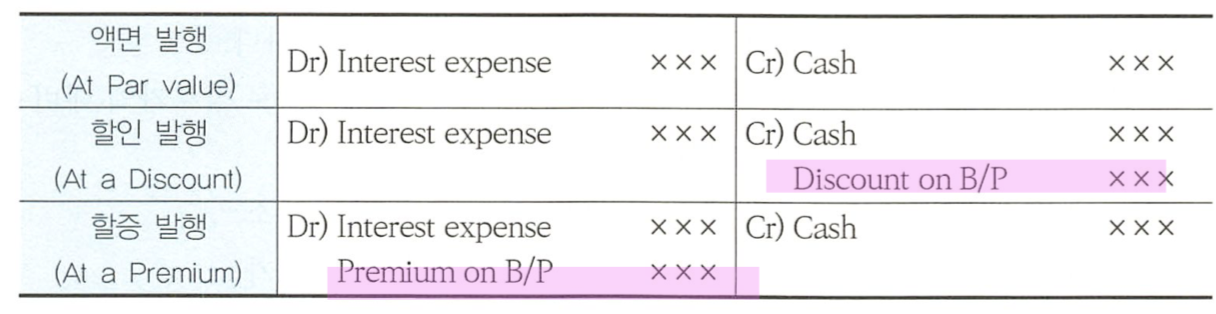 액면 발행
(At Par value)
Dr) Interest expense ××× Cr) Cash ×××
할인 발행
(At a Discount)
Dr) Interest expense ××× Cr) Cash ×××
Discount on B/P ×××
할증 발행
(At a Premium)
Dr) Interest expense ××× Cr) Cash ×××
Premium on B/P ×××